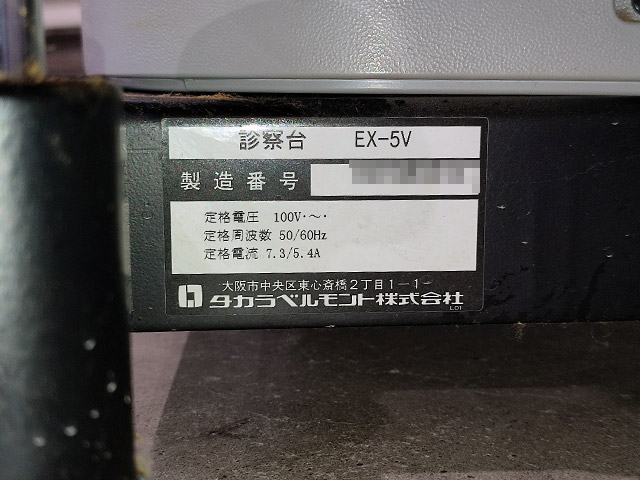 診察台 EX-5V
製造番号
定格電圧 100V・～・
定格周波数 50/60Hz
定格電流 7.3/5.4A
大阪市中央区東心斎橋2丁目1－1
タカラベルモント株式会社
L01